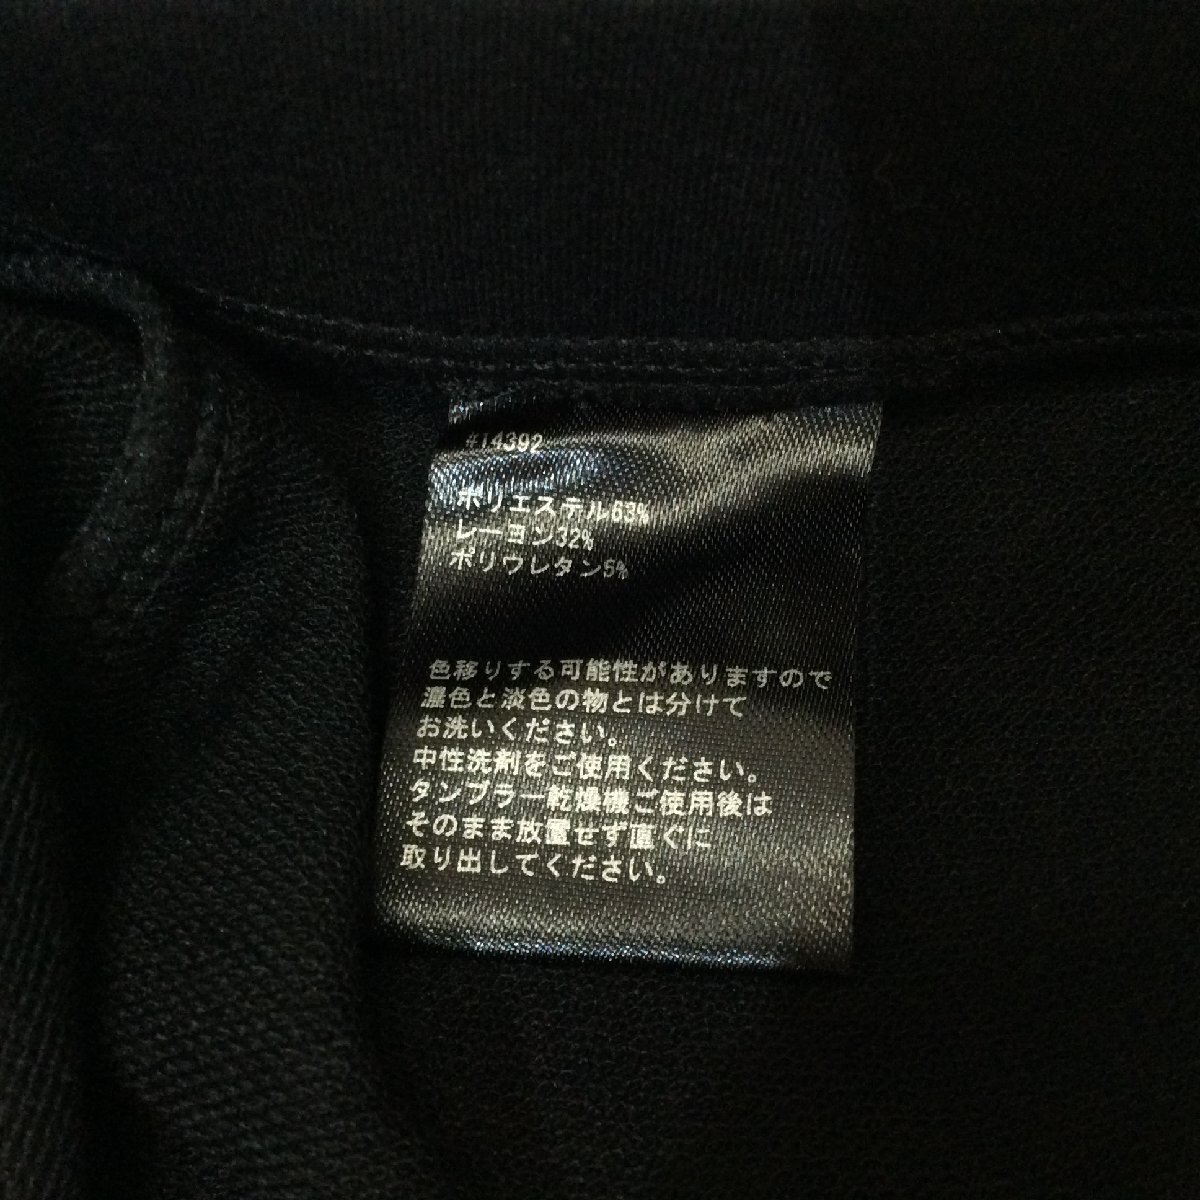 #14392
ポリエステル63%
レーヨン32%
ポリウレタン5%
色移りする可能性がありますので
濃色と淡色の物とは分けて
お洗いください。
中性洗剤をご使用ください。
タンブラー乾燥機ご使用後は
そのまま放置せず直ぐに
取り出してください。